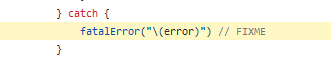 } catch {
fatalError("\(error)") // FIXME
}